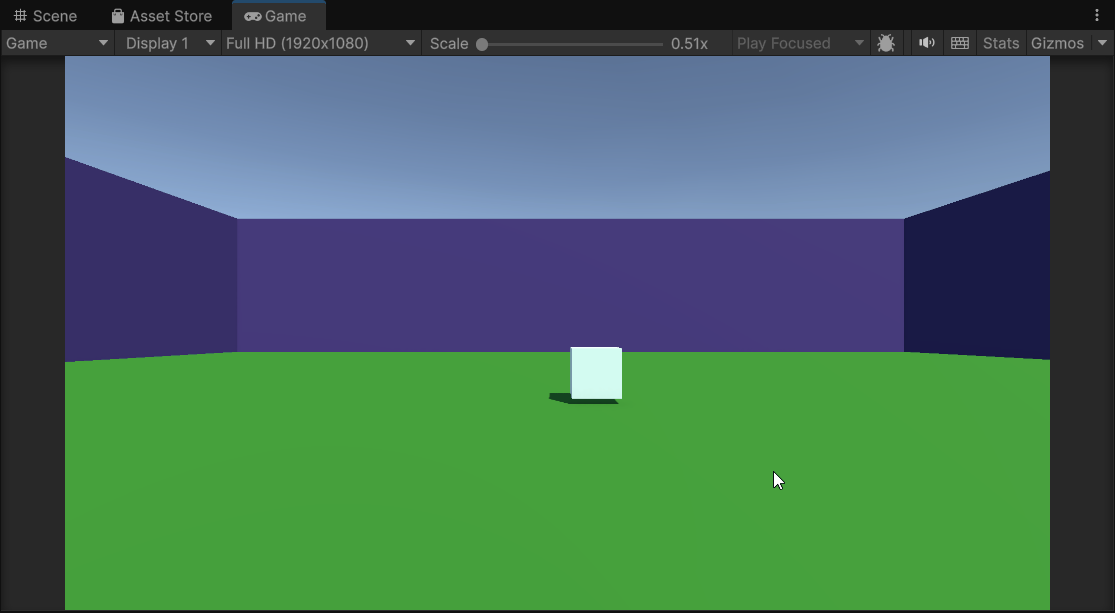 Scene Asset Store Game
Game Display 1 Full HD (1920x1080) Scale 0.51x Play Focused Stats Gizmos